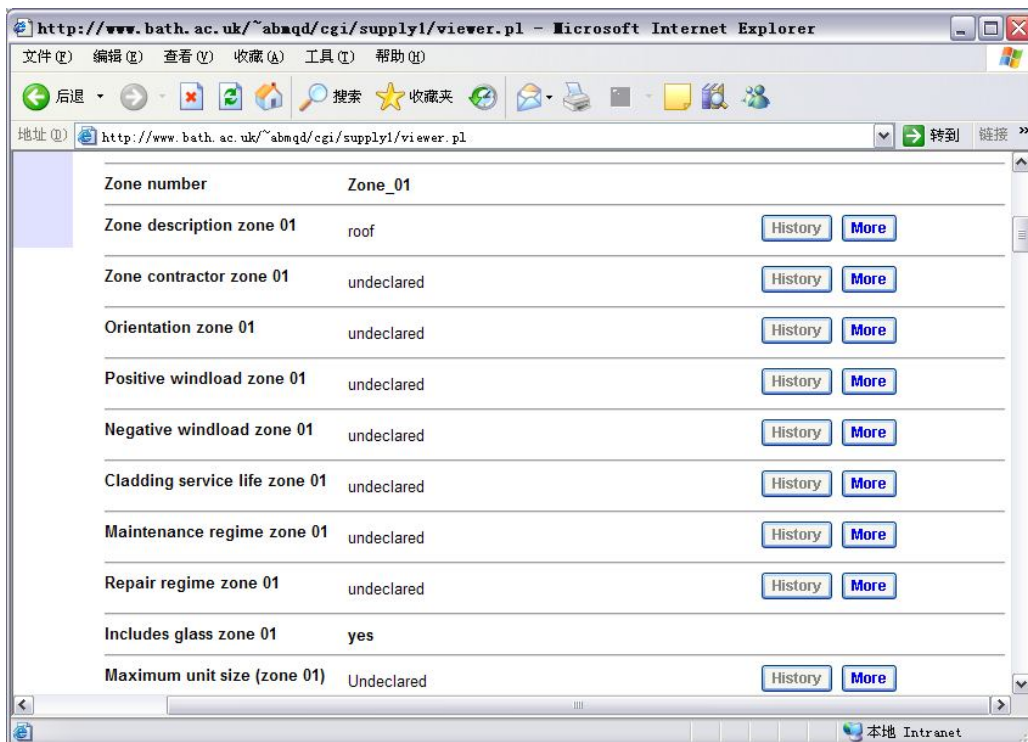 http://www.bath.ac.uk/~abmqd/cgi/supply1/viewer.pl - Microsoft Internet Explorer
文件(F) 编辑(E) 查看(V) 收藏(A) 工具(T) 帮助(H)
后退 搜索 收藏夹
地址(D) http://www.bath.ac.uk/~abmqd/cgi/supply1/viewer.pl 转到 链接 »
Zone number Zone_01
Zone description zone 01 roof History More
Zone contractor zone 01 undeclared History More
Orientation zone 01 undeclared History More
Positive windload zone 01 undeclared History More
Negative windload zone 01 undeclared History More
Cladding service life zone 01 undeclared History More
Maintenance regime zone 01 undeclared History More
Repair regime zone 01 undeclared History More
Includes glass zone 01 yes
Maximum unit size (zone 01) Undeclared History More
本地 Intranet